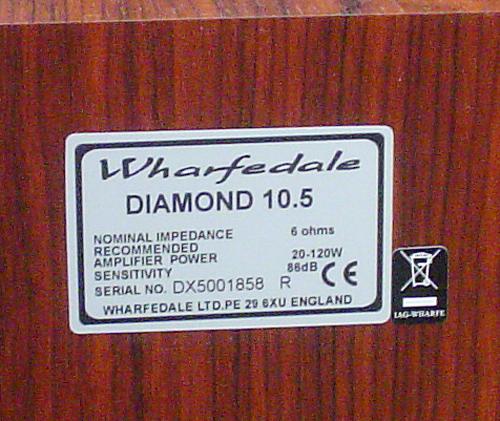 Wharfedale
DIAMOND 10.5
NOMINAL IMPEDANCE 6 ohms
RECOMMENDED
AMPLIFIER POWER 20-120W
SENSITIVITY 86dB
SERIAL NO. DX5001858 R CE
WHARFEDALE LTD.PE 29 6XU ENGLAND
IAG-WHARFE